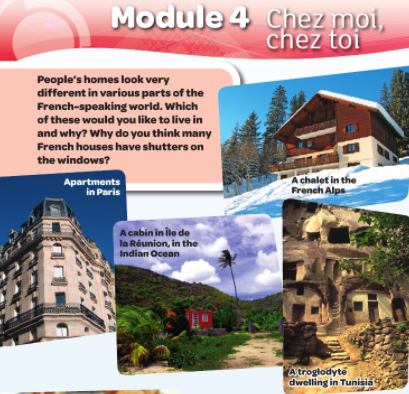 Module 4 Chez moi,
chez toi
People's homes look very
different in various parts of the
French-speaking world. Which
of these would you like to live in
and why? Why do you think many
French houses have shutters on
the windows?
A chalet in the
French Alps
Apartments
in Paris
A cabin in Île de
la Réunion, in the
Indian Ocean
A troglodyte
dwelling in Tunisia